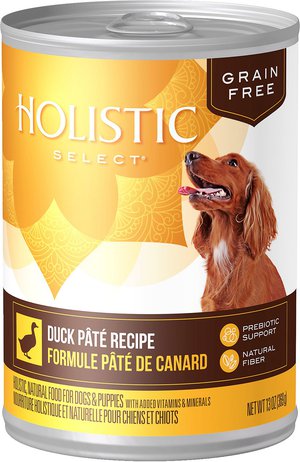 GRAIN
FREE
HOLISTIC
SELECT®
DUCK PÂTÉ RECIPE
FORMULE PÂTÉ DE CANARD
PREBIOTIC
SUPPORT
NATURAL
FIBER
HOLISTIC NATURAL FOOD FOR DOGS & PUPPIES WITH ADDED VITAMINS & MINERALS
NOURRITURE HOLISTIQUE ET NATURELLE POUR CHIENS ET CHIOTS
NET WT 13 OZ (369g)